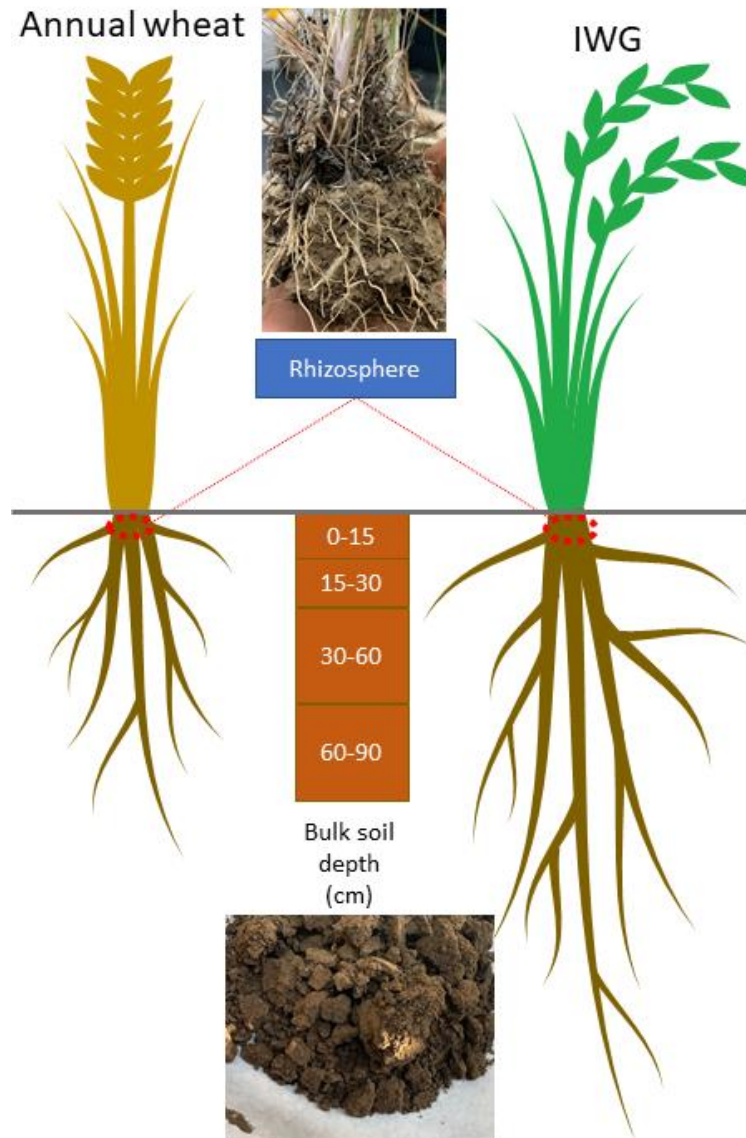 Annual wheat
IWG
Rhizosphere
0-15
15-30
30-60
60-90
Bulk soil
depth
(cm)